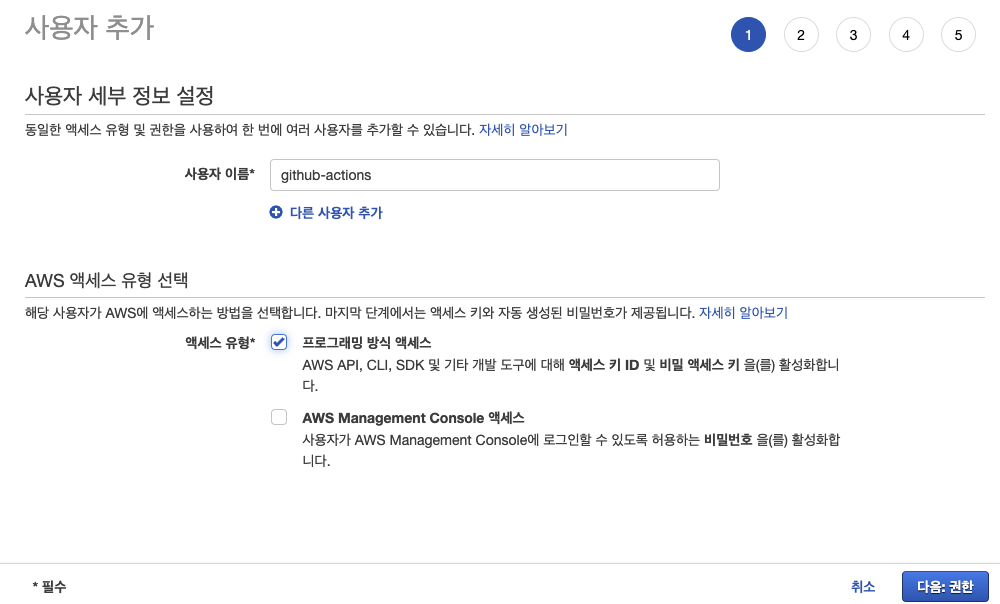 사용자 추가
1 2 3 4 5
사용자 세부 정보 설정
동일한 액세스 유형 및 권한을 사용하여 한 번에 여러 사용자를 추가할 수 있습니다. 자세히 알아보기
사용자 이름* github-actions
다른 사용자 추가
AWS 액세스 유형 선택
해당 사용자가 AWS에 액세스하는 방법을 선택합니다. 마지막 단계에서는 액세스 키와 자동 생성된 비밀번호가 제공됩니다. 자세히 알아보기
액세스 유형* 프로그래밍 방식 액세스
AWS API, CLI, SDK 및 기타 개발 도구에 대해 액세스 키 ID 및 비밀 액세스 키 을(를) 활성화합니
다.
AWS Management Console 액세스
사용자가 AWS Management Console에 로그인할 수 있도록 허용하는 비밀번호 을(를) 활성화합
니다.
* 필수 취소 다음: 권한